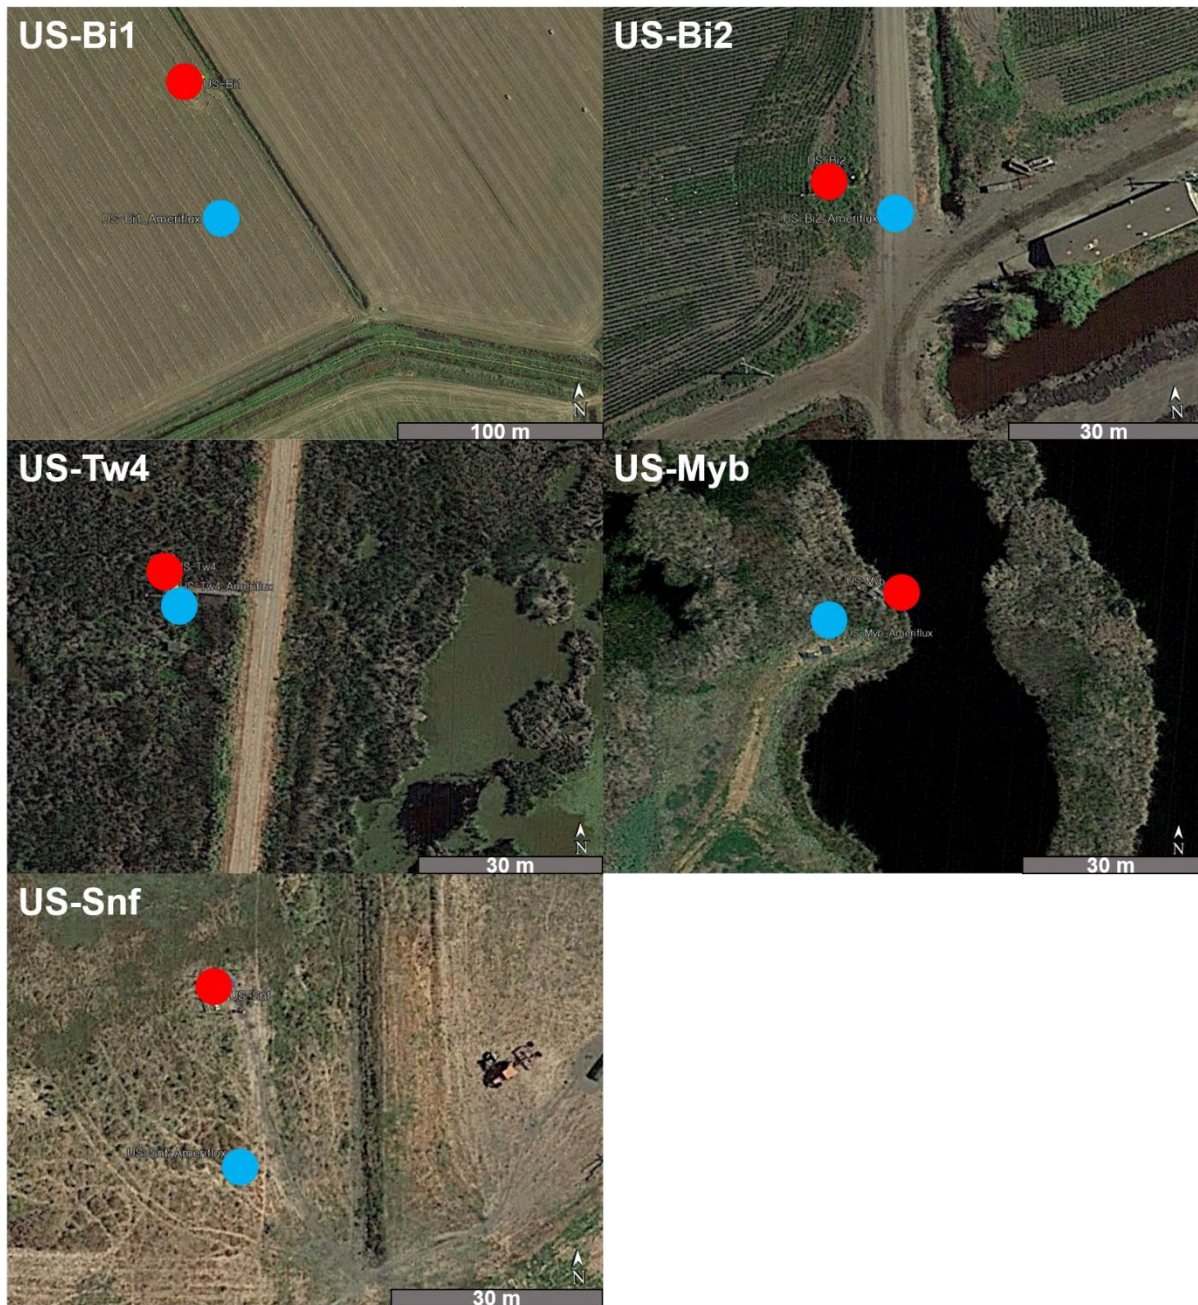 US-Bi1
US-Bi1
US-Bi1_Ameriflux
N
100 m
US-Bi2
US-Bi2
US-Bi2_Ameriflux
N
30 m
US-Tw4
US-Tw4
US-Tw4_Ameriflux
N
30 m
US-Myb
US-Myb
US-Myb_Ameriflux
N
30 m
US-Snf
US-Snf
US-Snf_Ameriflux
N
30 m